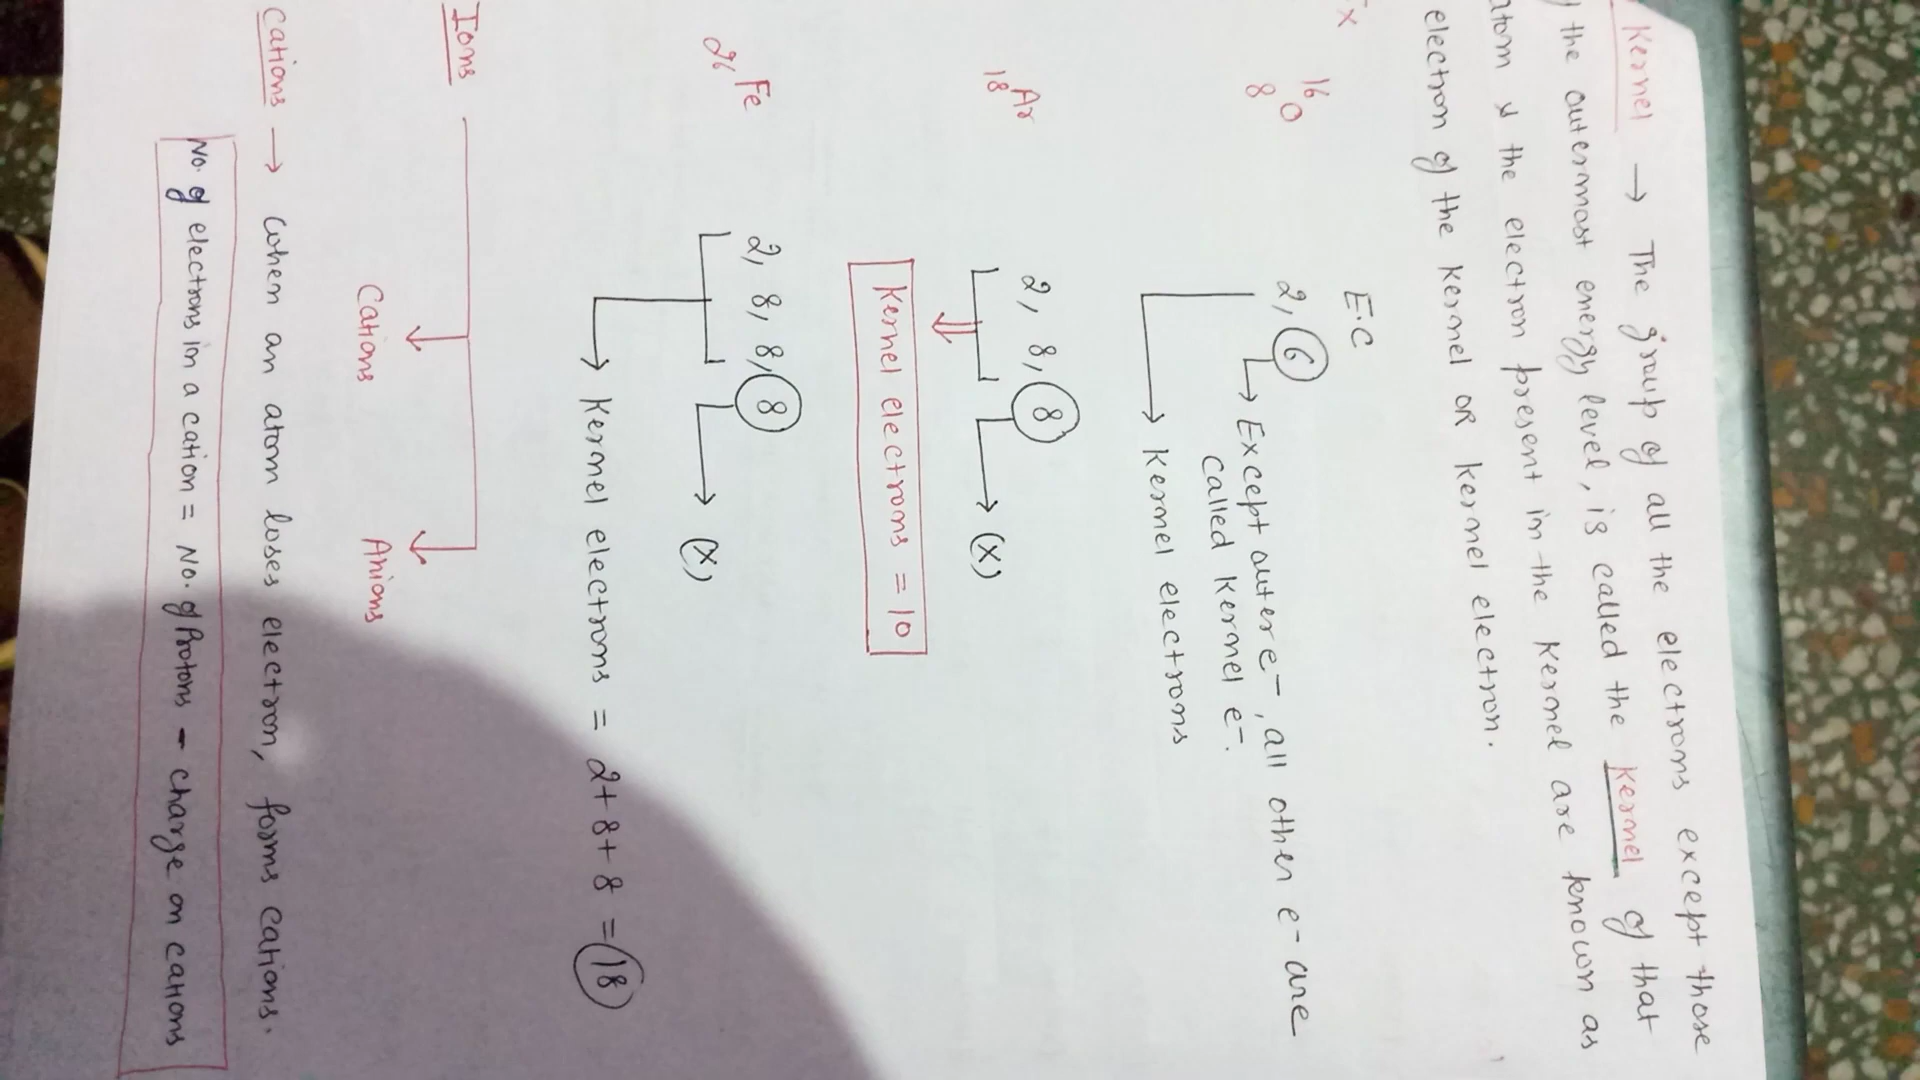 Kernel → The group of all the electrons except those
the outermost energy level, is called the kernel of that
atom & the electron present in the kernel are known as
electron of the kernel OR kernel electron.
Ex E.C
16 8 O 2, 6
→ Except outer e⁻, all other e⁻ are
called kernel e⁻.
→ kernel electrons
18 Ar 2, 8, 8
→ (x)
kernel electrons = 10
26 Fe 2, 8, 8, 8
→ (x)
→ kernel electrons = 2+8+8 = 18
Ions
Cations Anions
Cations → when an atom loses electron, forms cations.
No. of electrons in a cation = No. of Protons - charge on cations